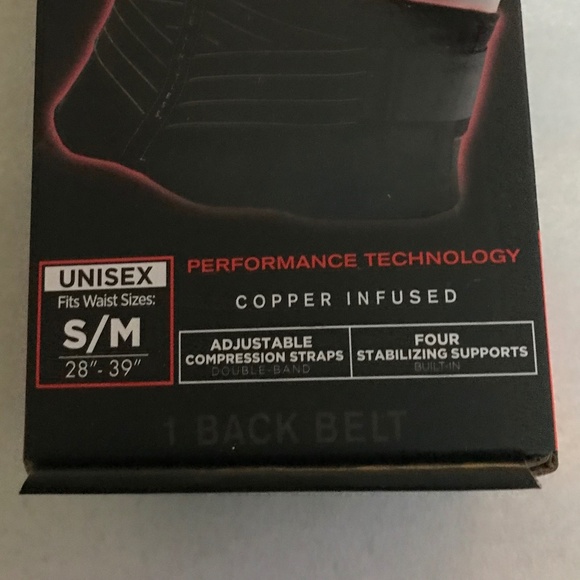 PERFORMANCE TECHNOLOGY
COPPER INFUSED
UNISEX
Fits Waist Sizes:
S/M
28"- 39"
ADJUSTABLE
COMPRESSION STRAPS
DOUBLE-BAND
FOUR
STABILIZING SUPPORTS
BUILT-IN
1 BACK BELT